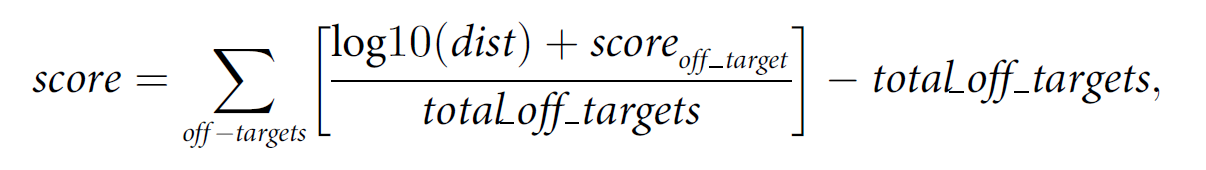 score = ∑_{off−targets} [ (log10(dist) + score_{off_target}) / total_off_targets ] − total_off_targets,